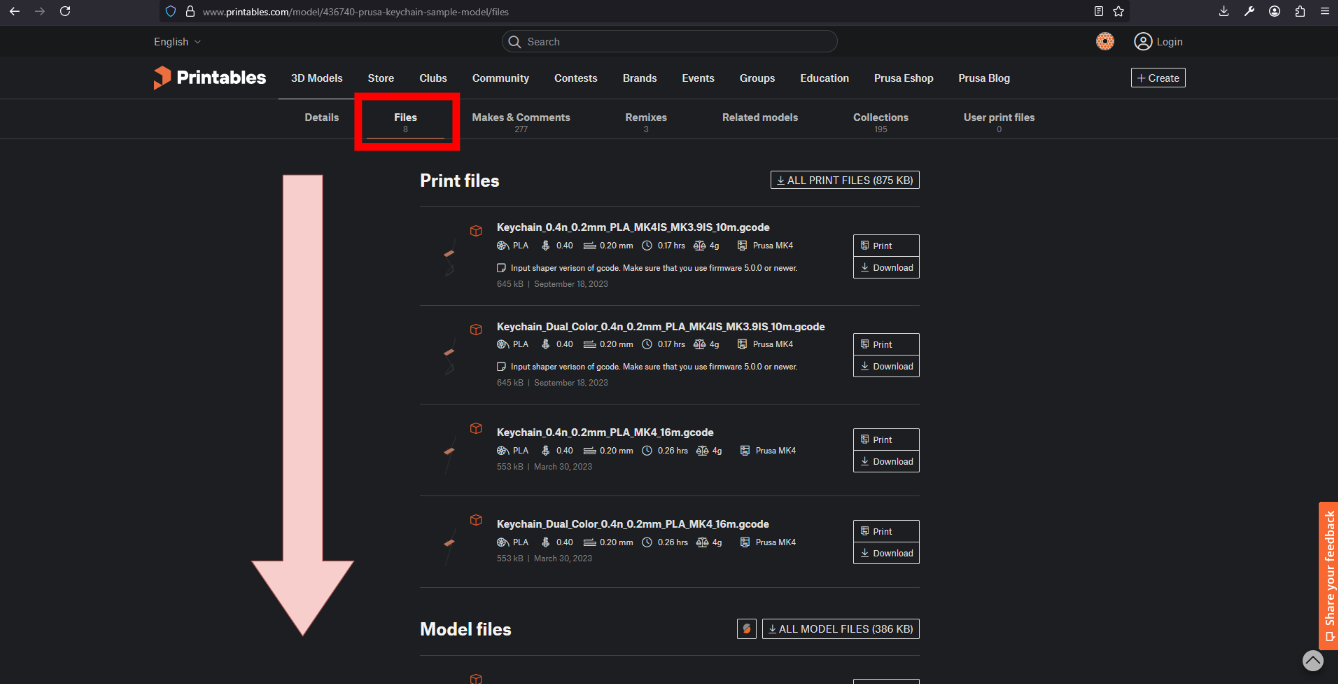 www.printables.com/model/436740-prusa-keychain-sample-model/files
English
Search
Login
Printables
3D Models
Store
Clubs
Community
Contests
Brands
Events
Groups
Education
Prusa Eshop
Prusa Blog
+ Create
Details
Files
8
Makes & Comments
277
Remixes
3
Related models
Collections
195
User print files
0
Print files
ALL PRINT FILES (875 KB)
Keychain_0.4n_0.2mm_PLA_MK4IS_MK3.9IS_10m.gcode
PLA 0.40 0.20 mm 0.17 hrs 4g Prusa MK4
Input shaper verison of gcode. Make sure that you use firmware 5.0.0 or newer.
645 kB | September 18, 2023
Print
Download
Keychain_Dual_Color_0.4n_0.2mm_PLA_MK4IS_MK3.9IS_10m.gcode
PLA 0.40 0.20 mm 0.17 hrs 4g Prusa MK4
Input shaper verison of gcode. Make sure that you use firmware 5.0.0 or newer.
645 kB | September 18, 2023
Print
Download
Keychain_0.4n_0.2mm_PLA_MK4_16m.gcode
PLA 0.40 0.20 mm 0.26 hrs 4g Prusa MK4
553 kB | March 30, 2023
Print
Download
Keychain_Dual_Color_0.4n_0.2mm_PLA_MK4_16m.gcode
PLA 0.40 0.20 mm 0.26 hrs 4g Prusa MK4
553 kB | March 30, 2023
Print
Download
Model files
ALL MODEL FILES (386 KB)
Share your feedback